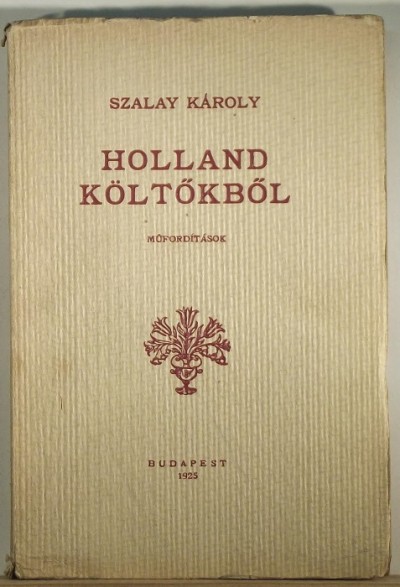 SZALAY KÁROLY
HOLLAND
KÖLTŐKBŐL
MŰFORDÍTÁSOK
BUDAPEST
1925